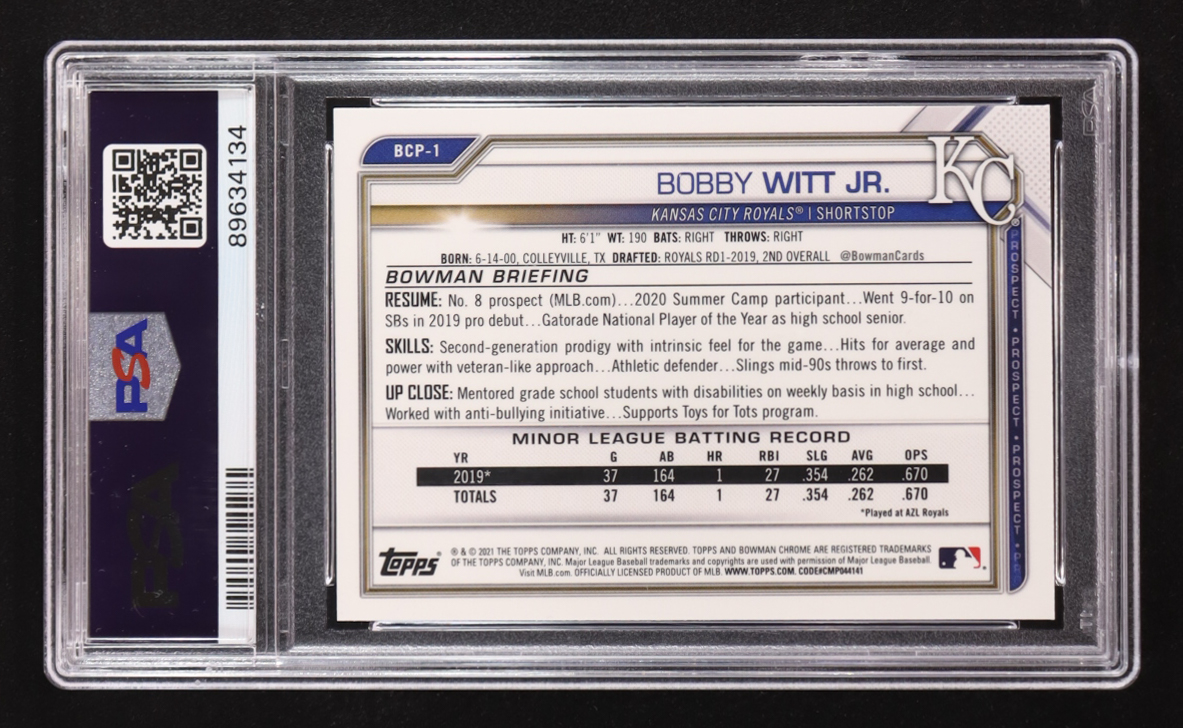 89634134
PSA
PSA
BCP-1
KC
BOBBY WITT JR.
KANSAS CITY ROYALS® | SHORTSTOP
HT: 6'1" WT: 190 BATS: RIGHT THROWS: RIGHT
BORN: 6-14-00, COLLEYVILLE, TX DRAFTED: ROYALS RD1-2019, 2ND OVERALL @BowmanCards
BOWMAN BRIEFING
RESUME: No. 8 prospect (MLB.com)...2020 Summer Camp participant...Went 9-for-10 on
SBs in 2019 pro debut...Gatorade National Player of the Year as high school senior.
SKILLS: Second-generation prodigy with intrinsic feel for the game...Hits for average and
power with veteran-like approach...Athletic defender...Slings mid-90s throws to first.
UP CLOSE: Mentored grade school students with disabilities on weekly basis in high school...
Worked with anti-bullying initiative...Supports Toys for Tots program.
MINOR LEAGUE BATTING RECORD
YR G AB HR RBI SLG AVG OPS
2019* 37 164 1 27 .354 .262 .670
TOTALS 37 164 1 27 .354 .262 .670
*Played at AZL Royals
Topps® ® & © 2021 THE TOPPS COMPANY, INC. ALL RIGHTS RESERVED. TOPPS AND BOWMAN CHROME ARE REGISTERED TRADEMARKS
OF THE TOPPS COMPANY, INC. Major League Baseball trademarks and copyrights are used with permission of Major League Baseball.
Visit MLB.com. OFFICIALLY LICENSED PRODUCT OF MLB. WWW.TOPPS.COM. CODE#CMP044141
PROSPECT • PROSPECT • PROSPECT • PR